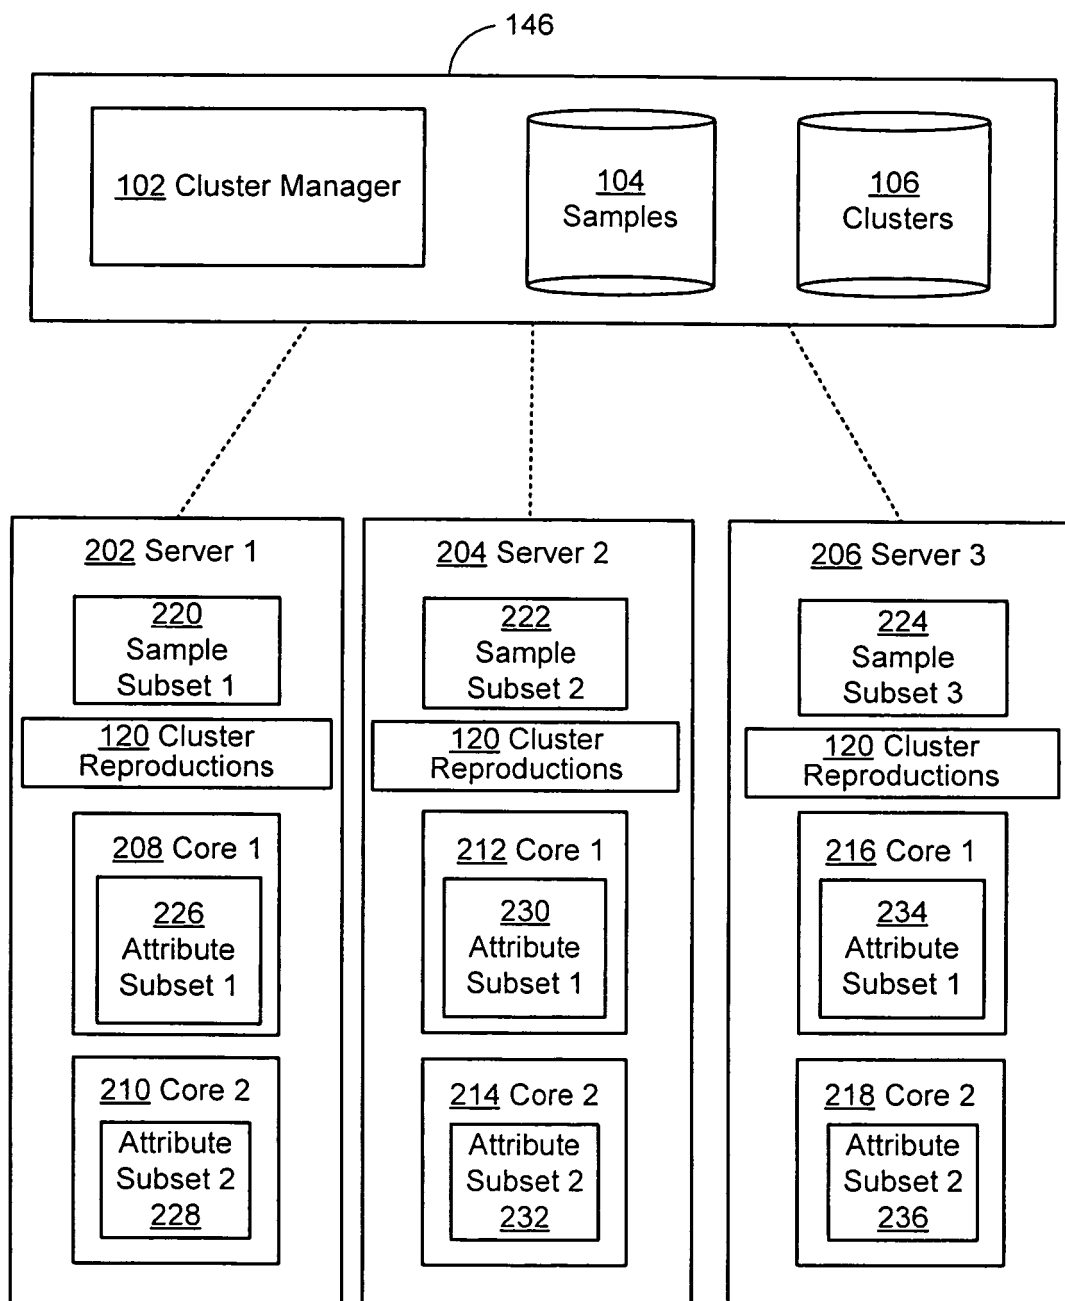 146
102 Cluster Manager
104
Samples
106
Clusters
202 Server 1
220
Sample
Subset 1
120 Cluster
Reproductions
208 Core 1
226
Attribute
Subset 1
210 Core 2
Attribute
Subset 2
228
204 Server 2
222
Sample
Subset 2
120 Cluster
Reproductions
212 Core 1
230
Attribute
Subset 1
214 Core 2
Attribute
Subset 2
232
206 Server 3
224
Sample
Subset 3
120 Cluster
Reproductions
216 Core 1
234
Attribute
Subset 1
218 Core 2
Attribute
Subset 2
236